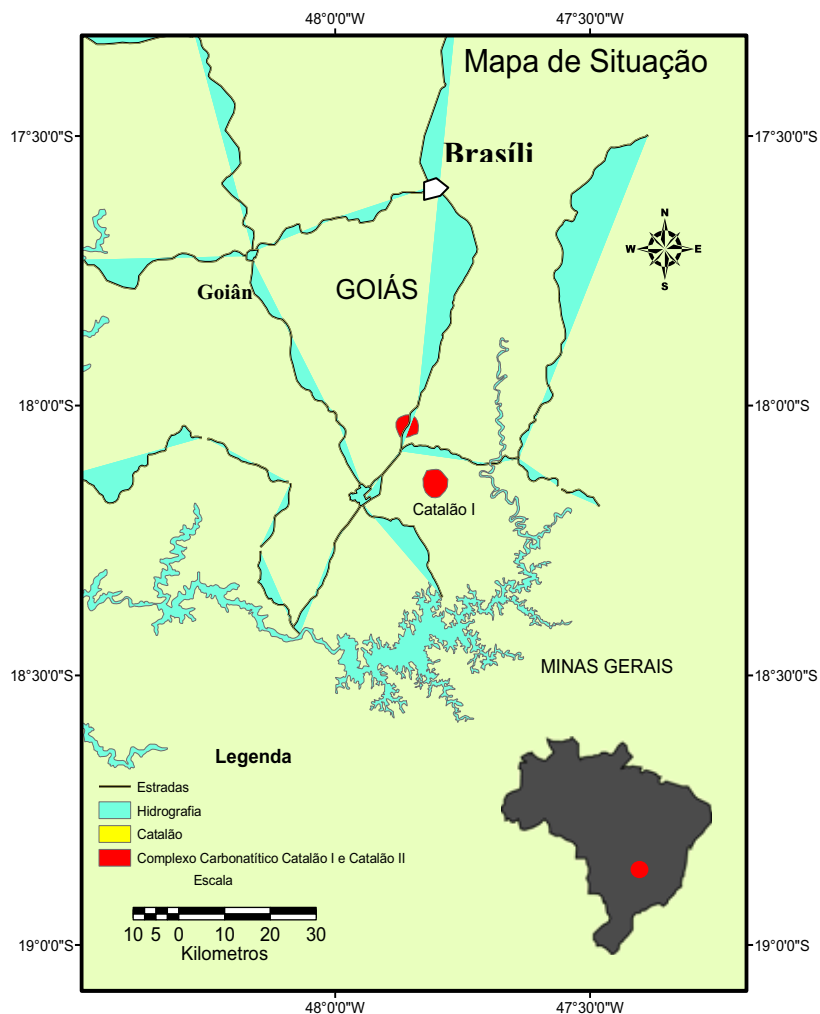 48°0'0"W 47°30'0"W
Mapa de Situação
17°30'0"S 17°30'0"S
Brasíli
N
W E
S
Goiân
GOIÁS
18°0'0"S 18°0'0"S
Catalão I
MINAS GERAIS
18°30'0"S 18°30'0"S
Legenda
Estradas
Hidrografia
Catalão
Complexo Carbonatítico Catalão I e Catalão II
Escala
10 5 0 10 20 30
Kilometros
19°0'0"S 19°0'0"S
48°0'0"W 47°30'0"W